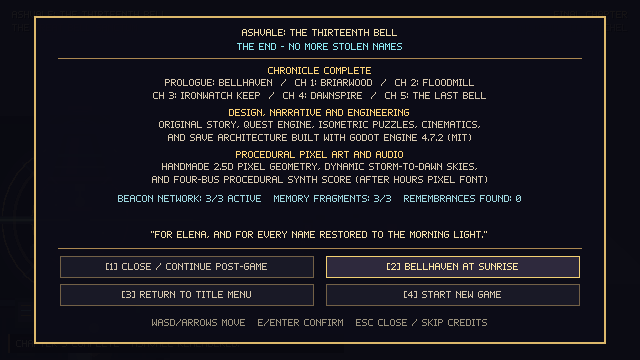 ASHVALE: THE THIRTEENTH BELL
THE END - NO MORE STOLEN NAMES
CHRONICLE COMPLETE
PROLOGUE: BELLHAVEN / CH 1: BRIARWOOD / CH 2: FLOODMILL
CH 3: IRONWATCH KEEP / CH 4: DAWNSPIRE / CH 5: THE LAST BELL
DESIGN, NARRATIVE AND ENGINEERING
ORIGINAL STORY, QUEST ENGINE, ISOMETRIC PUZZLES, CINEMATICS,
AND SAVE ARCHITECTURE BUILT WITH GODOT ENGINE 4.7.2 (MIT)
PROCEDURAL PIXEL ART AND AUDIO
HANDMADE 2.5D PIXEL GEOMETRY, DYNAMIC STORM-TO-DAWN SKIES,
AND FOUR-BUS PROCEDURAL SYNTH SCORE (AFTER HOURS PIXEL FONT)
BEACON NETWORK: 3/3 ACTIVE MEMORY FRAGMENTS: 3/3 REMEMBRANCES FOUND: 0
"FOR ELENA, AND FOR EVERY NAME RESTORED TO THE MORNING LIGHT."
[1] CLOSE / CONTINUE POST-GAME
[2] BELLHAVEN AT SUNRISE
[3] RETURN TO TITLE MENU
[4] START NEW GAME
WASD/ARROWS MOVE E/ENTER CONFIRM ESC CLOSE / SKIP CREDITS